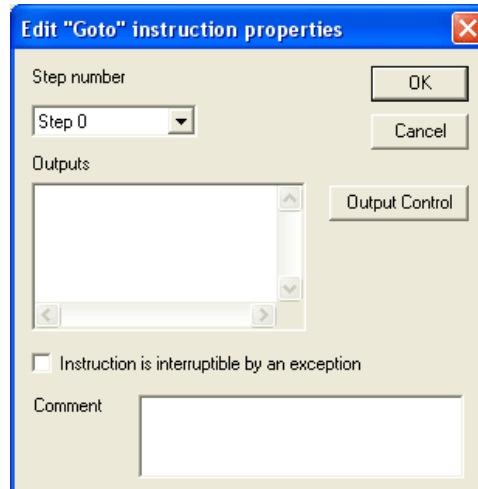 Edit "Goto" instruction properties
Step number
OK
Step 0
Cancel
Outputs
Output Control
Instruction is interruptible by an exception
Comment